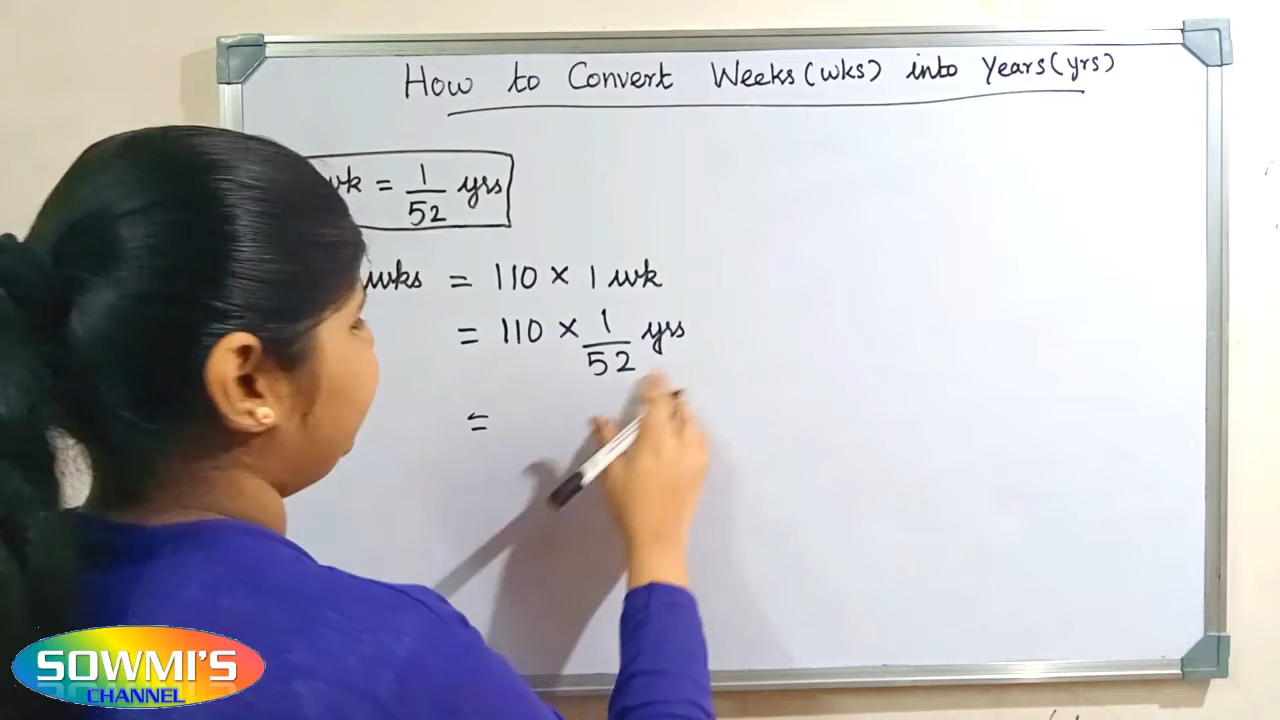 How to Convert Weeks(wks) into Years(yrs)
wk = 1/52 yrs
wks = 110 × 1 wk
= 110 × 1/52 yrs
=
SOWMI'S
CHANNEL